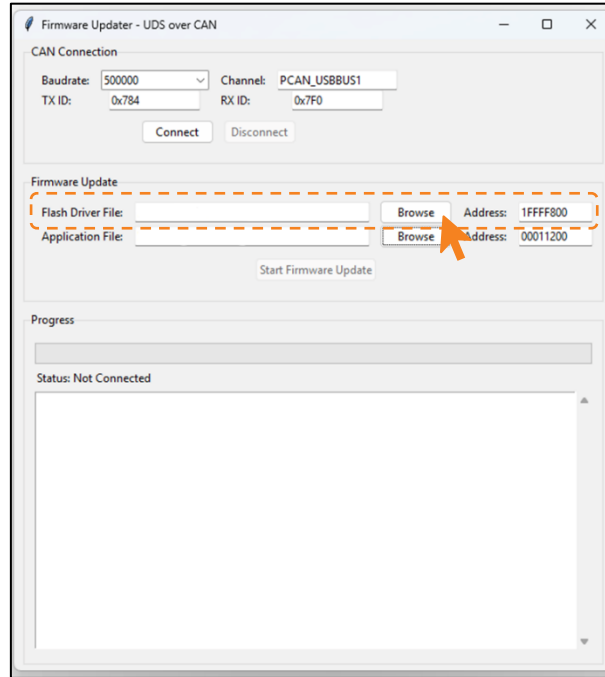 Firmware Updater - UDS over CAN
CAN Connection
Baudrate: 500000 Channel: PCAN_USBBUS1
TX ID: 0x784 RX ID: 0x7F0
Connect Disconnect
Firmware Update
Flash Driver File: Browse Address: 1FFFF800
Application File: Browse Address: 00011200
Start Firmware Update
Progress
Status: Not Connected